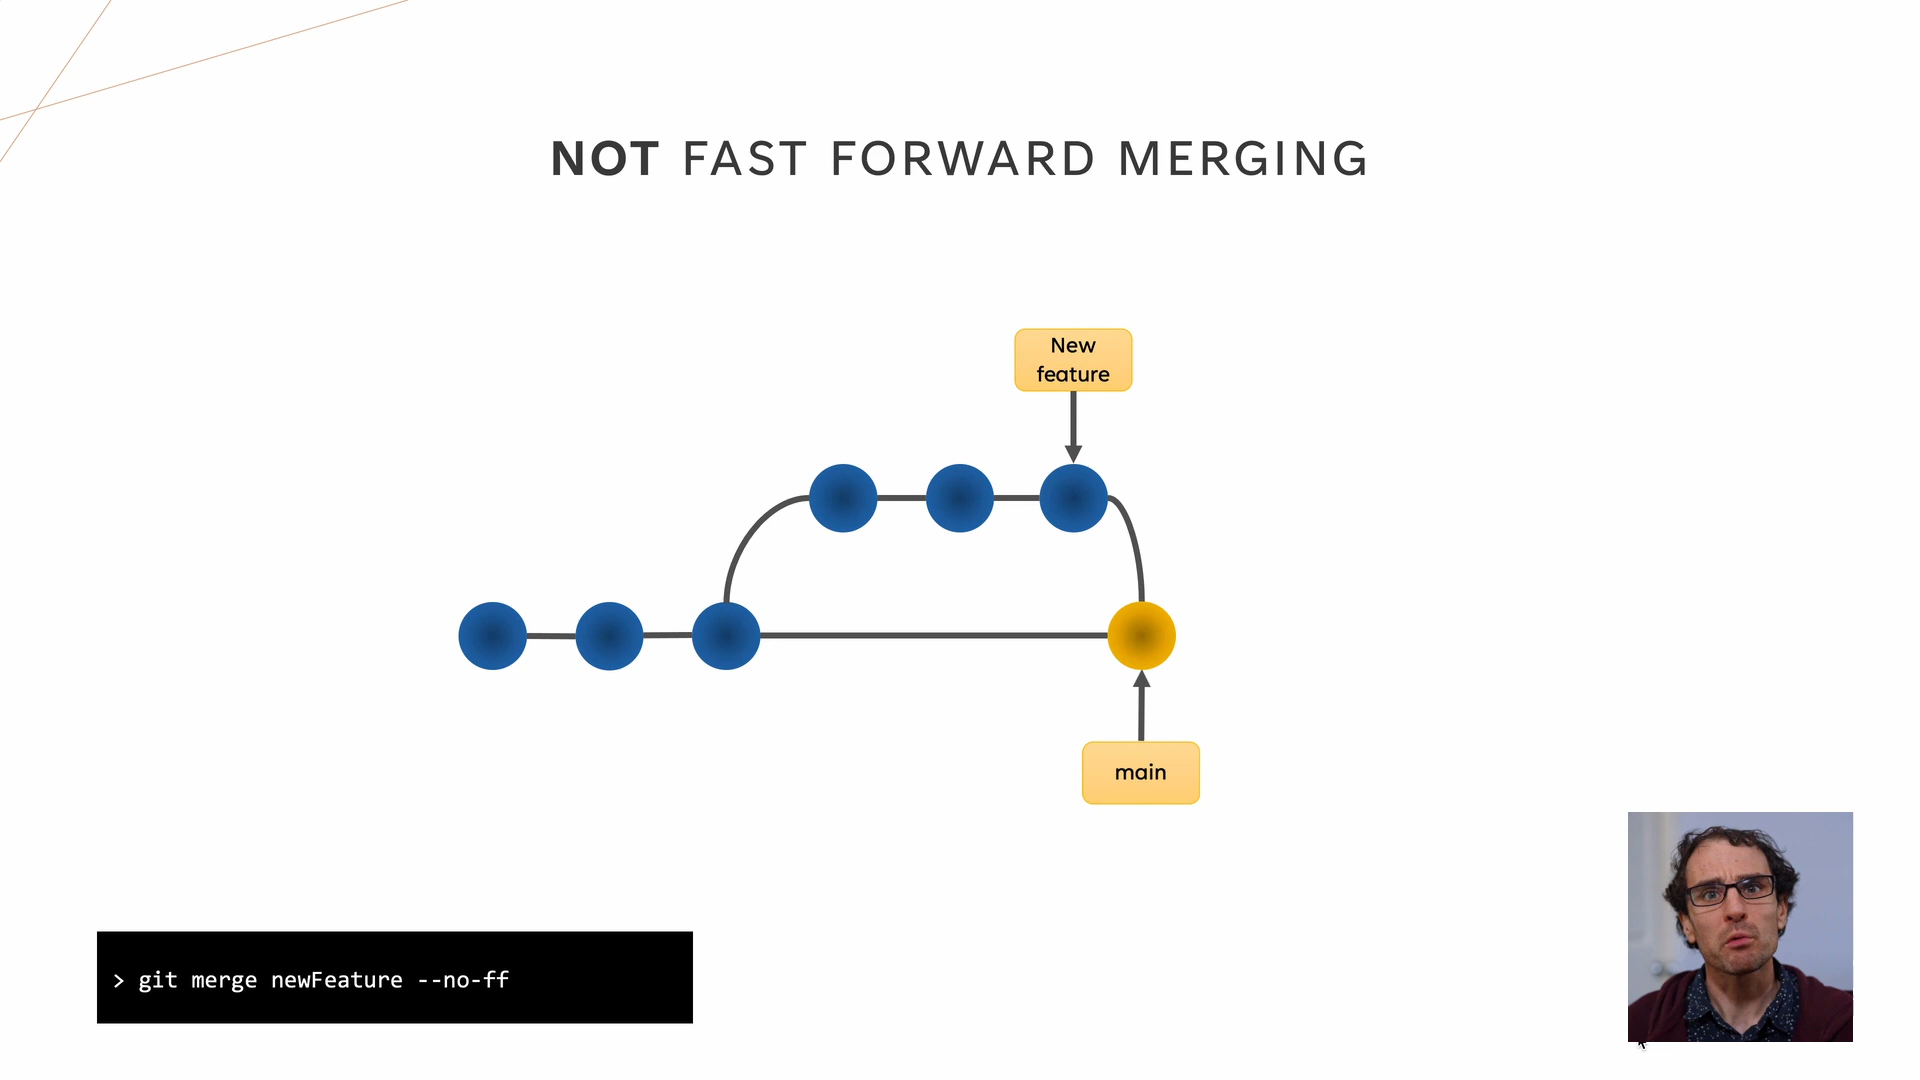 NOT FAST FORWARD MERGING
New
feature
main
> git merge newFeature --no-ff